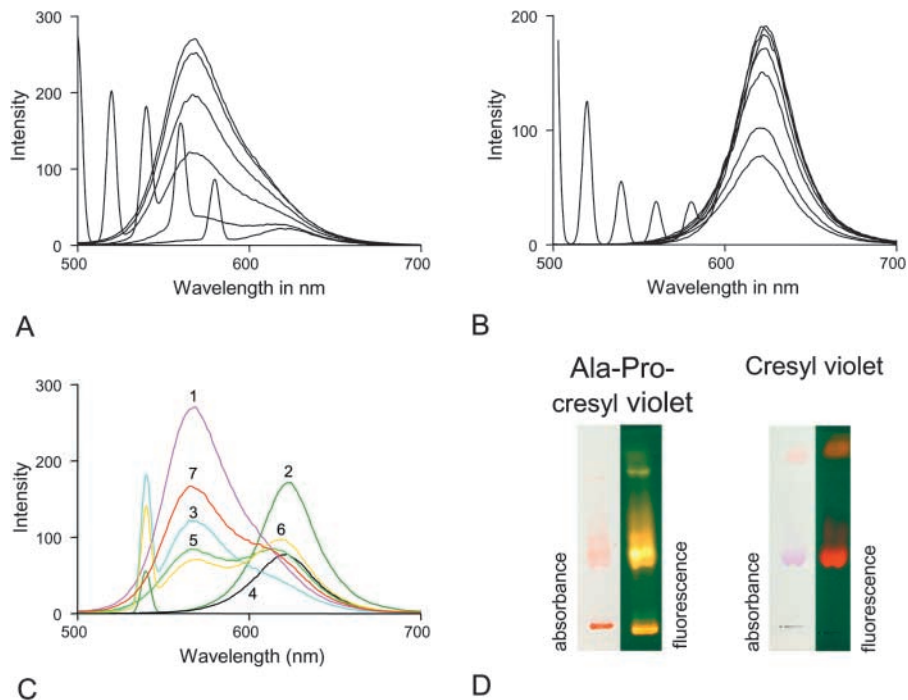 300
200
100
0
Intensity
500
600
700
Wavelength in nm
A
200
100
0
Intensity
500
600
700
Wavelength in nm
B
300
200
100
0
Intensity
1
2
7
3
5
6
4
500
600
700
Wavelength (nm)
C
Ala-Pro-
cresyl violet
absorbance
fluorescence
Cresyl violet
absorbance
fluorescence
D